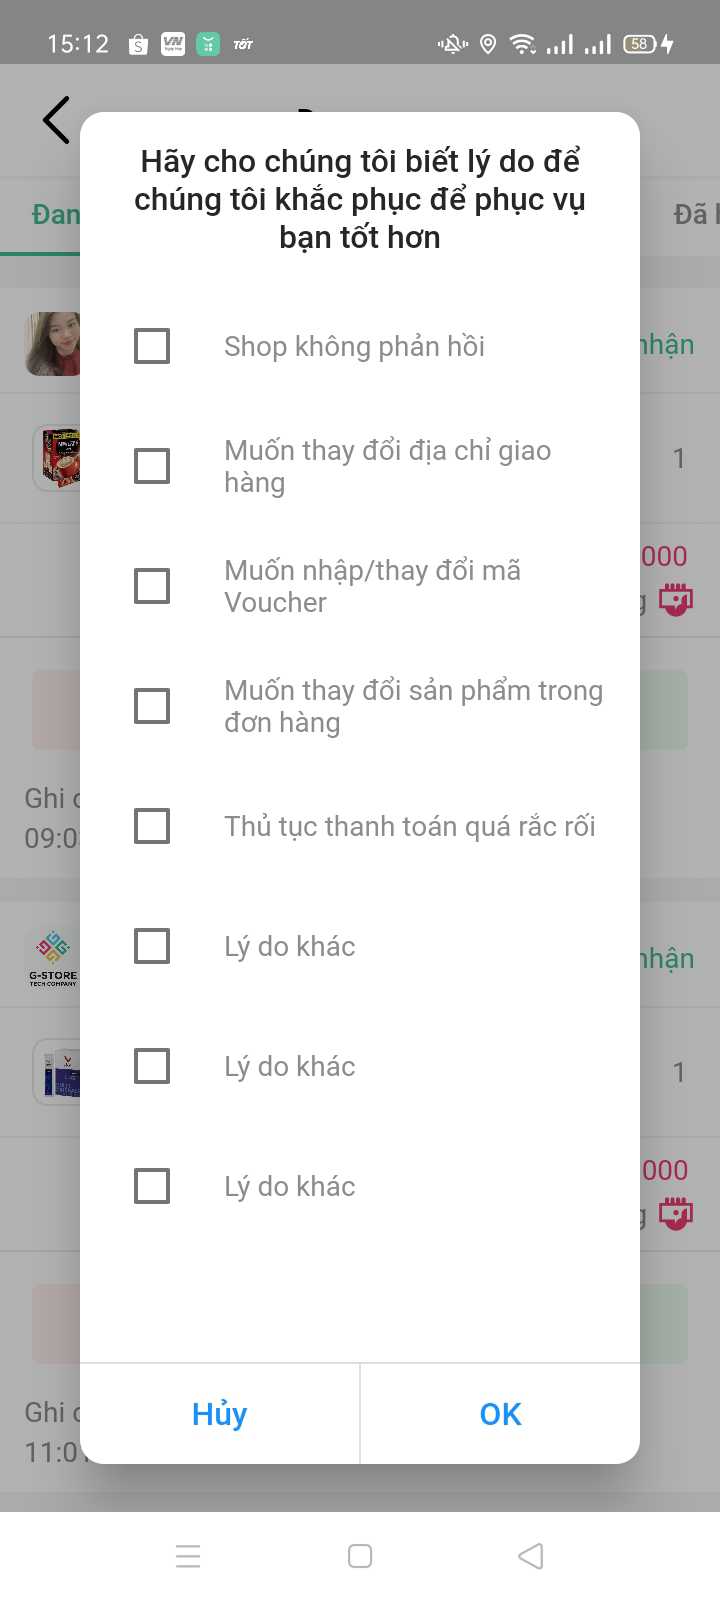 15:12
58
Hãy cho chúng tôi biết lý do để
chúng tôi khắc phục để phục vụ
bạn tốt hơn
Đan
Đã
Shop không phản hồi
nhận
Muốn thay đổi địa chỉ giao
hàng
1
Muốn nhập/thay đổi mã
Voucher
000
g
Muốn thay đổi sản phẩm trong
đơn hàng
Ghi
09:0
Thủ tục thanh toán quá rắc rối
Lý do khác
nhận
G-STORE
TECH COMPANY
Lý do khác
1
Lý do khác
000
g
Ghi
11:0
Hủy
OK